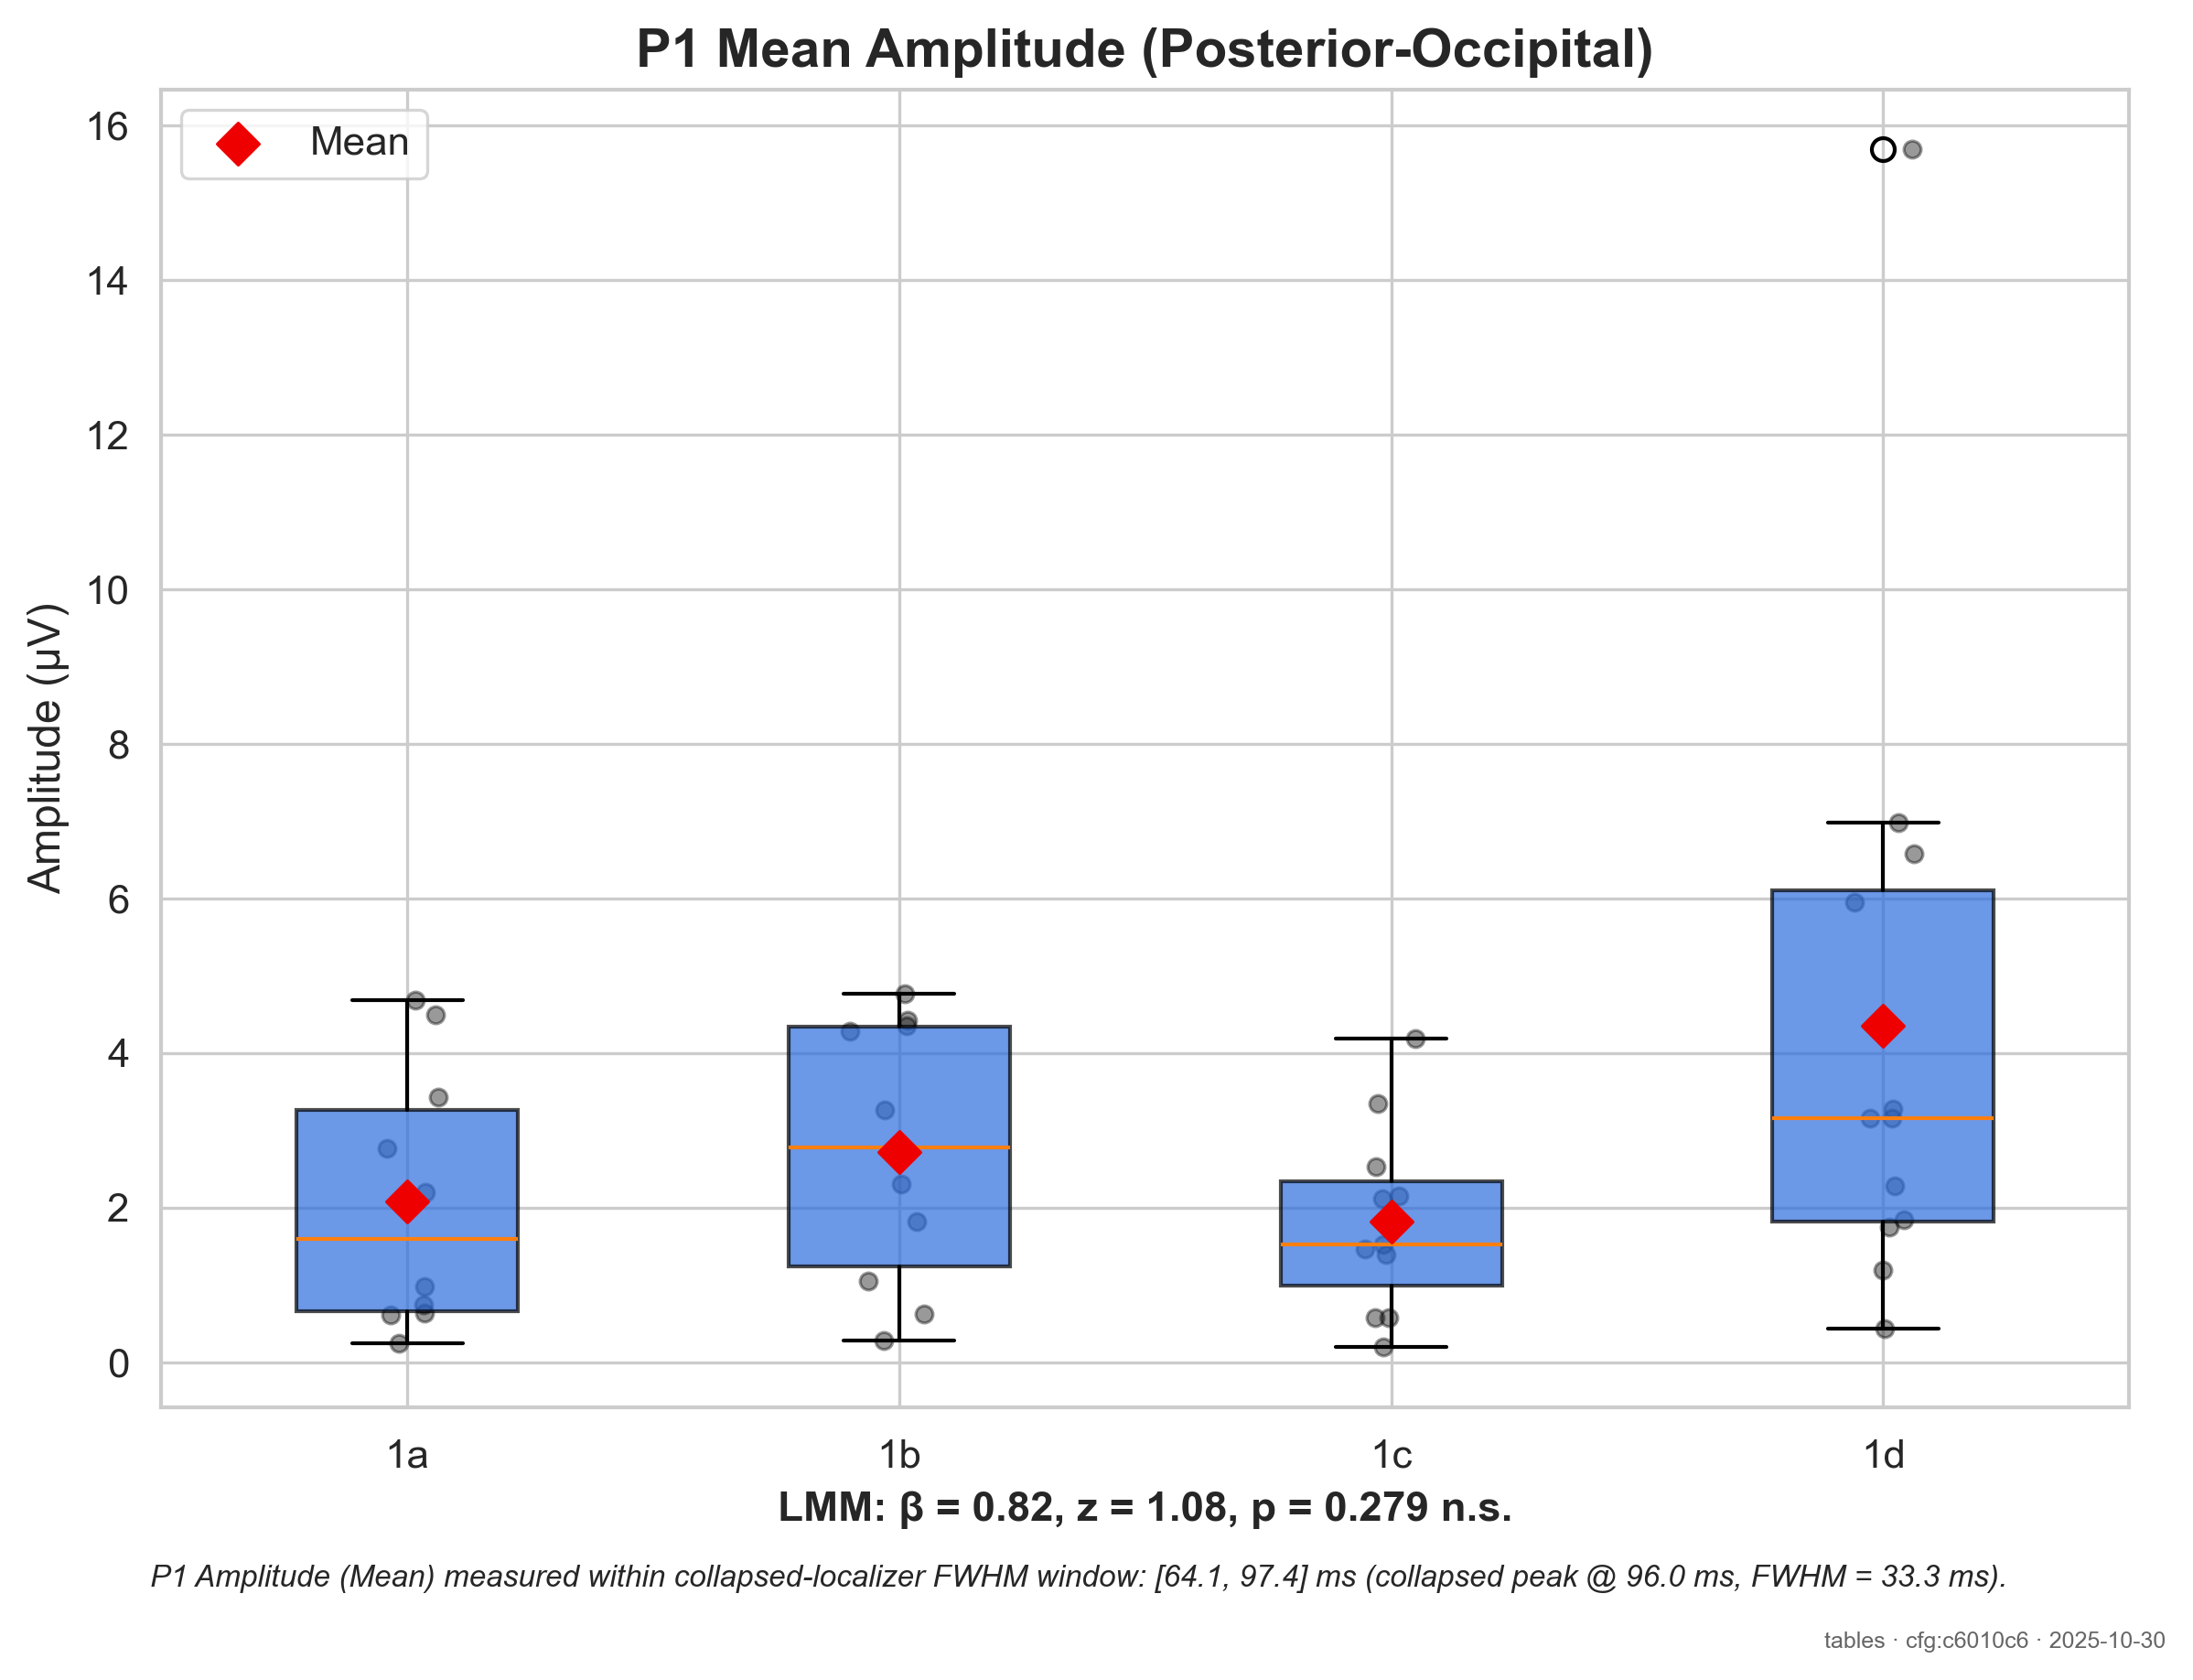 P1 Mean Amplitude (Posterior-Occipital)
Mean
16
14
12
10
8
6
4
2
0
Amplitude (µV)
1a 1b 1c 1d
LMM: β = 0.82, z = 1.08, p = 0.279 n.s.
P1 Amplitude (Mean) measured within collapsed-localizer FWHM window: [64.1, 97.4] ms (collapsed peak @ 96.0 ms, FWHM = 33.3 ms).
tables · cfg:c6010c6 · 2025-10-30